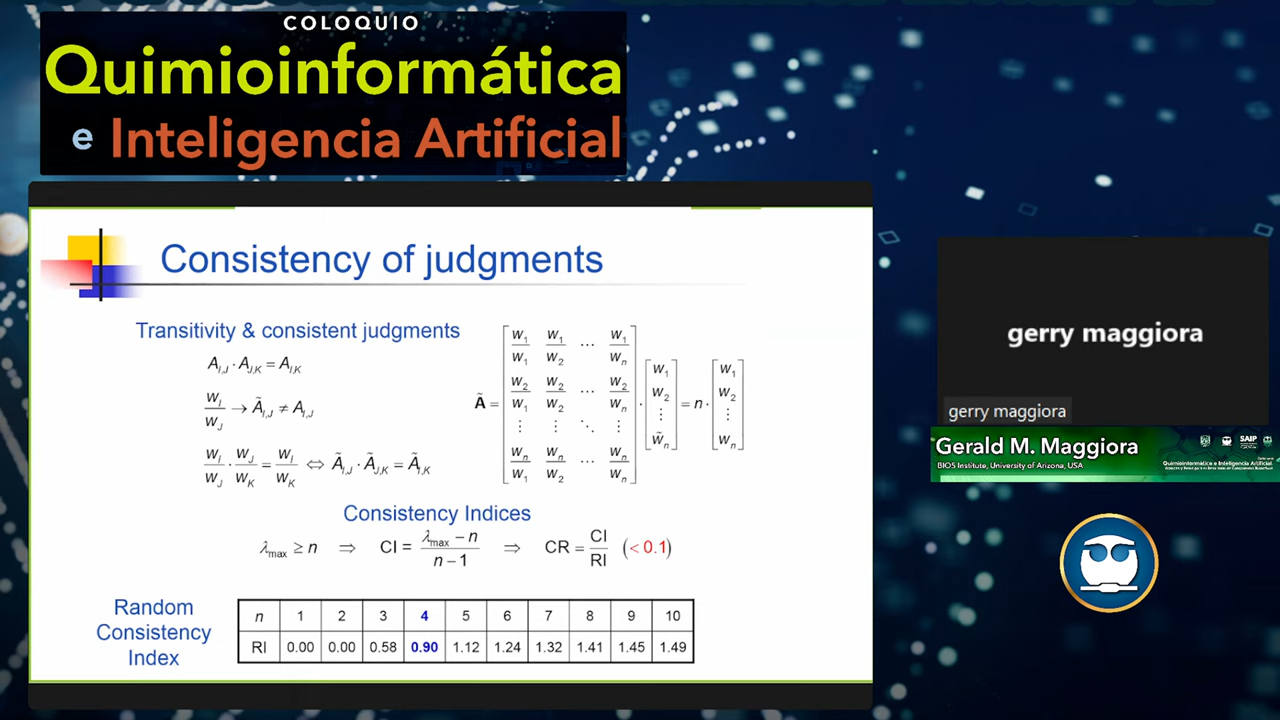 COLOQUIO
Quimioinformática
e Inteligencia Artificial
Consistency of judgments
Transitivity & consistent judgments
A_{I,J} · A_{J,K} = A_{I,K}
w_I / w_J → Ã_{I,J} ≠ A_{I,J}
w_I / w_J · w_J / w_K = w_I / w_K ⇔ Ã_{I,J} · Ã_{J,K} = Ã_{I,K}
Ã = [ w_1/w_1 w_1/w_2 ⋯ w_1/w_n ; w_2/w_1 w_2/w_2 ⋯ w_2/w_n ; ⋮ ⋮ ⋱ ⋮ ; w_n/w_1 w_n/w_2 ⋯ w_n/w_n ] · [ w_1 ; w_2 ; ⋮ ; w̃_n ] = n · [ w_1 ; w_2 ; ⋮ ; w_n ]
Consistency Indices
λ_max ≥ n ⇒ CI = (λ_max − n) / (n − 1) ⇒ CR = CI / RI (< 0.1)
Random
Consistency
Index
n 1 2 3 4 5 6 7 8 9 10
RI 0.00 0.00 0.58 0.90 1.12 1.24 1.32 1.41 1.45 1.49
gerry maggiora
gerry maggiora
Gerald M. Maggiora
BIOS Institute, University of Arizona, USA
SAIP
Quimioinformática e Inteligencia Artificial